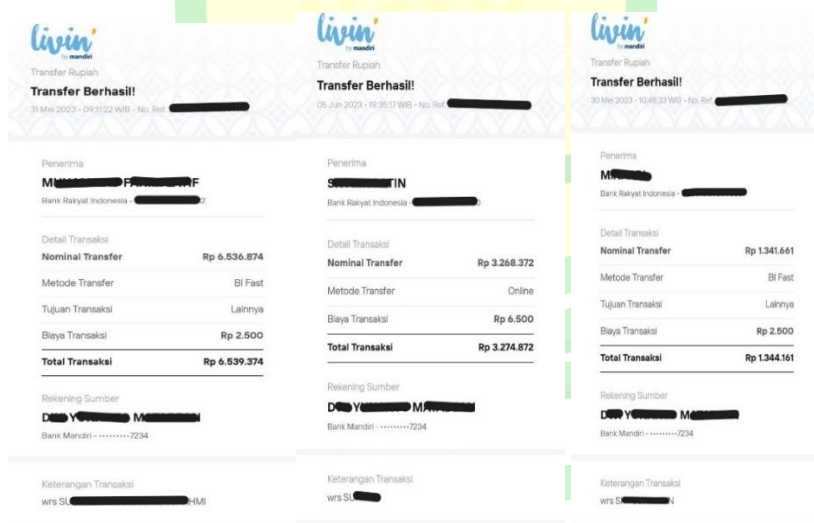 livin'
by mandiri
Transfer Rupiah
Transfer Berhasil!
31 Mei 2023 - 09:11:22 WIB - No. Ref.
Penerima
Bank Rakyat Indonesia -
Detail Transaksi
Nominal Transfer Rp 6.536.874
Metode Transfer BI Fast
Tujuan Transaksi Lainnya
Biaya Transaksi Rp 2.500
Total Transaksi Rp 6.539.374
Rekening Sumber
Bank Mandiri - ·········7234
Keterangan Transaksi
wrs SU HMI
livin'
by mandiri
Transfer Rupiah
Transfer Berhasil!
05 Jun 2023 - 19:35:17 WIB - No. Ref.
Penerima
TIN
Bank Rakyat Indonesia -
Detail Transaksi
Nominal Transfer Rp 3.268.372
Metode Transfer Online
Biaya Transaksi Rp 6.500
Total Transaksi Rp 3.274.872
Rekening Sumber
Bank Mandiri - ·········7234
Keterangan Transaksi
wrs SU
livin'
by mandiri
Transfer Rupiah
Transfer Berhasil!
30 Mei 2023 - 10:48:33 WIB - No. Ref.
Penerima
Bank Rakyat Indonesia -
Detail Transaksi
Nominal Transfer Rp 1.341.661
Metode Transfer BI Fast
Tujuan Transaksi Lainnya
Biaya Transaksi Rp 2.500
Total Transaksi Rp 1.344.161
Rekening Sumber
Bank Mandiri - ·········7234
Keterangan Transaksi
wrs S